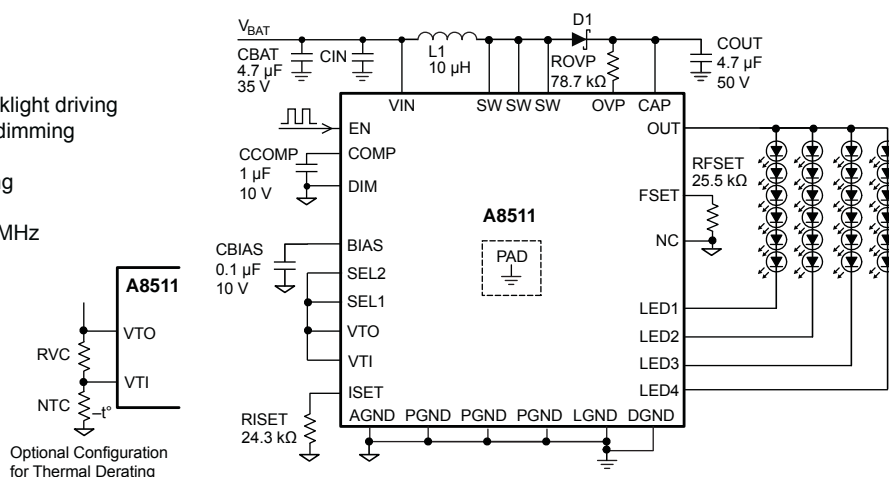 klight driving
dimming
g
MHz
A8511
VTO
VTI
RVC
NTC
–t°
Optional Configuration
for Thermal Derating
VBAT
CBAT
4.7 µF
35 V
CIN
L1
10 µH
D1
ROVP
78.7 kΩ
COUT
4.7 µF
50 V
VIN
SW SW SW
OVP
CAP
EN
COMP
DIM
BIAS
SEL2
SEL1
VTO
VTI
ISET
CCOMP
1 µF
10 V
CBIAS
0.1 µF
10 V
RISET
24.3 kΩ
A8511
PAD
OUT
FSET
NC
LED1
LED2
LED3
LED4
RFSET
25.5 kΩ
AGND PGND PGND PGND LGND DGND